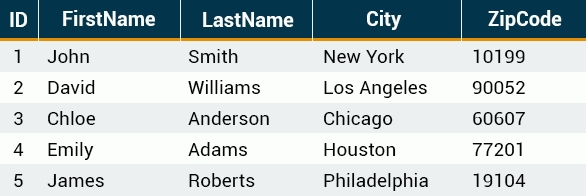 ID FirstName LastName City ZipCode
1 John Smith New York 10199
2 David Williams Los Angeles 90052
3 Chloe Anderson Chicago 60607
4 Emily Adams Houston 77201
5 James Roberts Philadelphia 19104